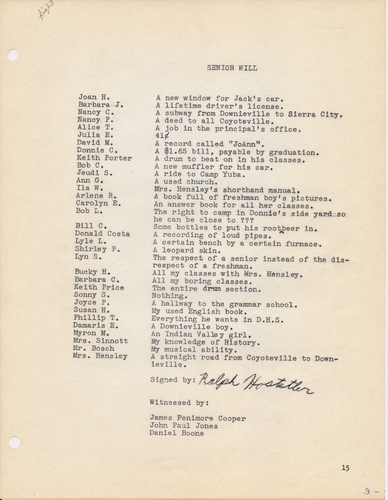 SENIOR WILL
Joan H. A new window for Jack's car.
Barbara J. A lifetime driver's license.
Nancy C. A subway from Downieville to Sierra City.
Nancy P. A deed to all Coyoteville.
Alice T. A job in the principal's office.
Julia E. 41¢
David M. A record called "JoAnn".
Donnie C. A $1.65 bill, payable by graduation.
Keith Porter A drum to beat on in his classes.
Bob C. A new muffler for his car.
Jeudi S. A ride to Camp Yuba.
Ann G. A used church.
Ila W. Mrs. Hensley's shorthand manual.
Arlene R. A book full of freshman boy's pictures.
Carolyn E. An answer book for all her classes.
Bob L. The right to camp in Donnie's side yard so
he can be close to ???
Bill C. Some bottles to put his rootbeer in.
Donald Costa A recording of loud pipes.
Lyle L. A certain bench by a certain furnace.
Shirley P. A leopard skin.
Lyn S. The respect of a senior instead of the dis-
respect of a freshman.
Bucky H. All my classes with Mrs. Hensley.
Barbara C. All my boring classes.
Keith Price The entire drum section.
Sonny S. Nothing.
Joyce P. A hallway to the grammar school.
Susan H. My used English book.
Phillip T. Everything he wants in D.H.S.
Damaris E. A Downieville boy.
Myron M. An Indian Valley girl.
Mrs. Sinnott My knowledge of History.
Mr. Bosch My musical ability.
Mrs. Hensley A straight road from Coyoteville to Down-
ieville.
Signed by: Ralph Hostetler
Witnessed by:
James Fenimore Cooper
John Paul Jones
Daniel Boone
15